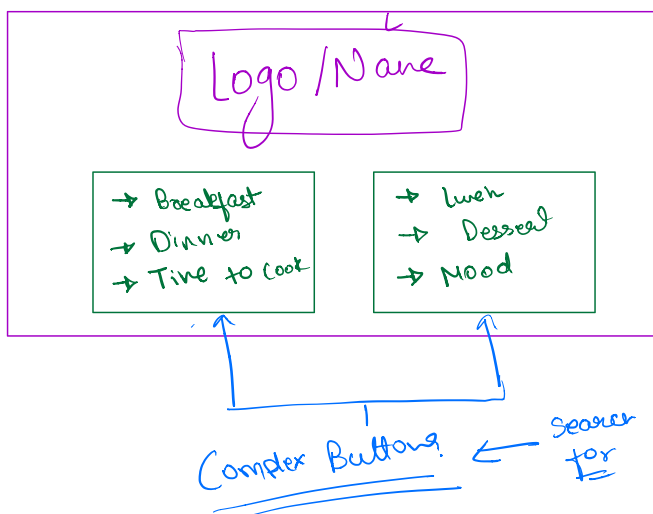 Logo / Name
→ Breakfast
→ Dinner
→ Time to Cook
→ Lunch
→ Dessert
→ Mood
Complex Buttons
Search
for